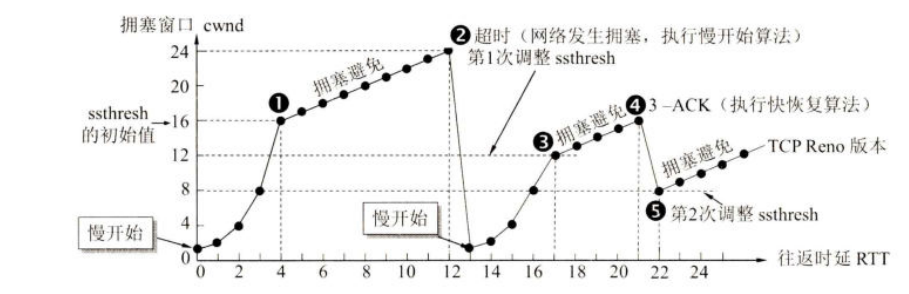 拥塞窗口 cwnd
❷超时（网络发生拥塞，执行慢开始算法）
第1次调整 ssthresh
24
拥塞避免
20
❶
ssthresh
的初始值
16
❹3-ACK（执行快恢复算法）
拥塞避免
❸
12
拥塞避免
TCP Reno 版本
8
❺第2次调整 ssthresh
4
慢开始
慢开始
0
0 2 4 6 8 10 12 14 16 18 20 22 24
往返时延 RTT